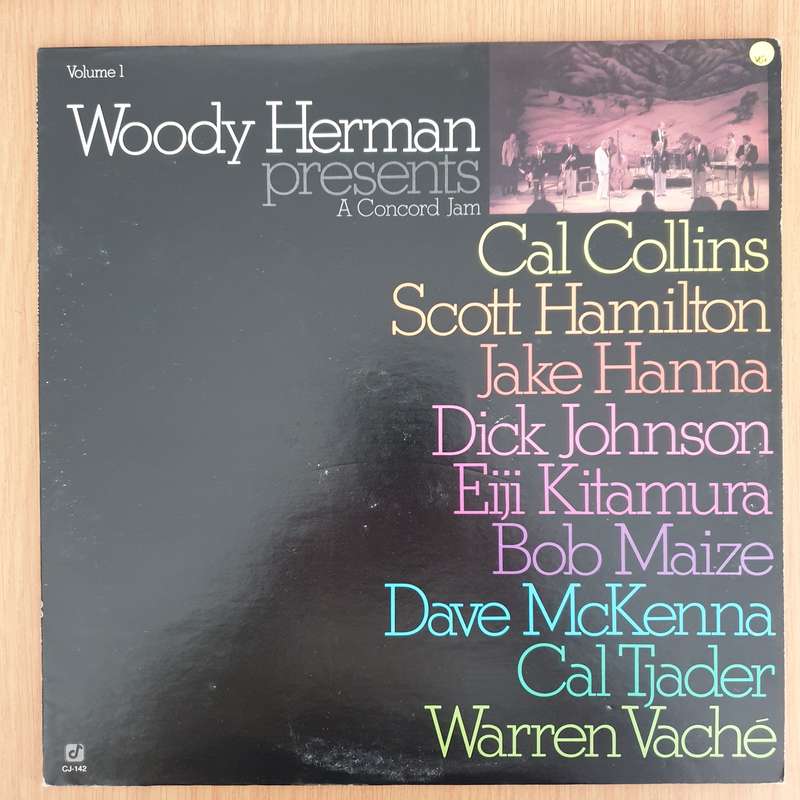 Volume 1
Woody Herman
presents
A Concord Jam
Cal Collins
Scott Hamilton
Jake Hanna
Dick Johnson
Eiji Kitamura
Bob Maize
Dave McKenna
Cal Tjader
Warren Vaché
CJ-142